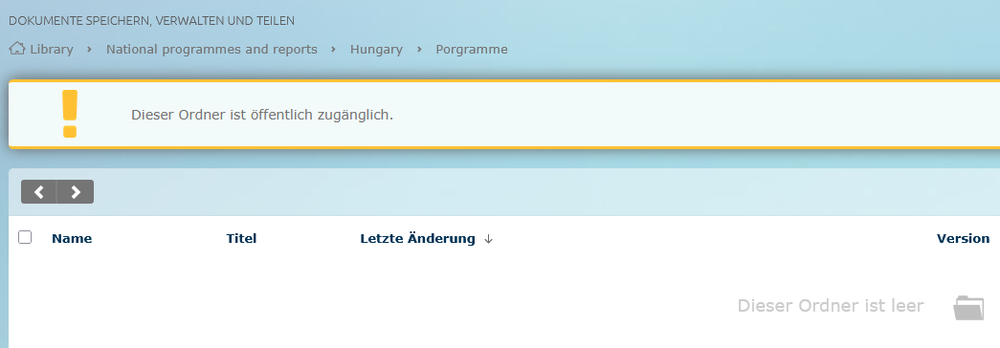 DOKUMENTE SPEICHERN, VERWALTEN UND TEILEN
Library › National programmes and reports › Hungary › Porgramme
Dieser Ordner ist öffentlich zugänglich.
Name Titel Letzte Änderung ↓ Version
Dieser Ordner ist leer